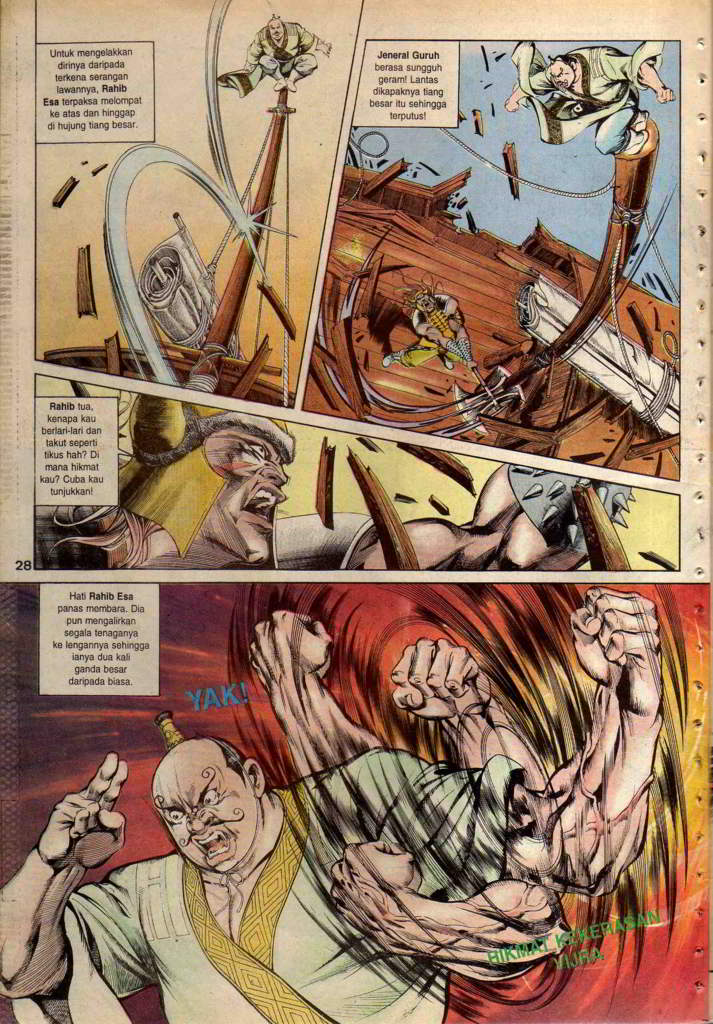 Untuk mengelakkan
dirinya daripada
terkena serangan
lawannya, Rahib
Esa terpaksa melompat
ke atas dan hinggap
di hujung tiang besar.
Jeneral Guruh
berasa sungguh
geram! Lantas
dikapaknya tiang
besar itu sehingga
terputus!
Rahib tua,
kenapa kau
berlari-lari dan
takut seperti
tikus hah? Di
mana hikmat
kau? Cuba kau
tunjukkan!
28
Hati Rahib Esa
panas membara. Dia
pun mengalirkan
segala tenaganya
ke lengannya sehingga
ianya dua kali
ganda besar
daripada biasa.
YAK!
HIKMAT KEKERASAN